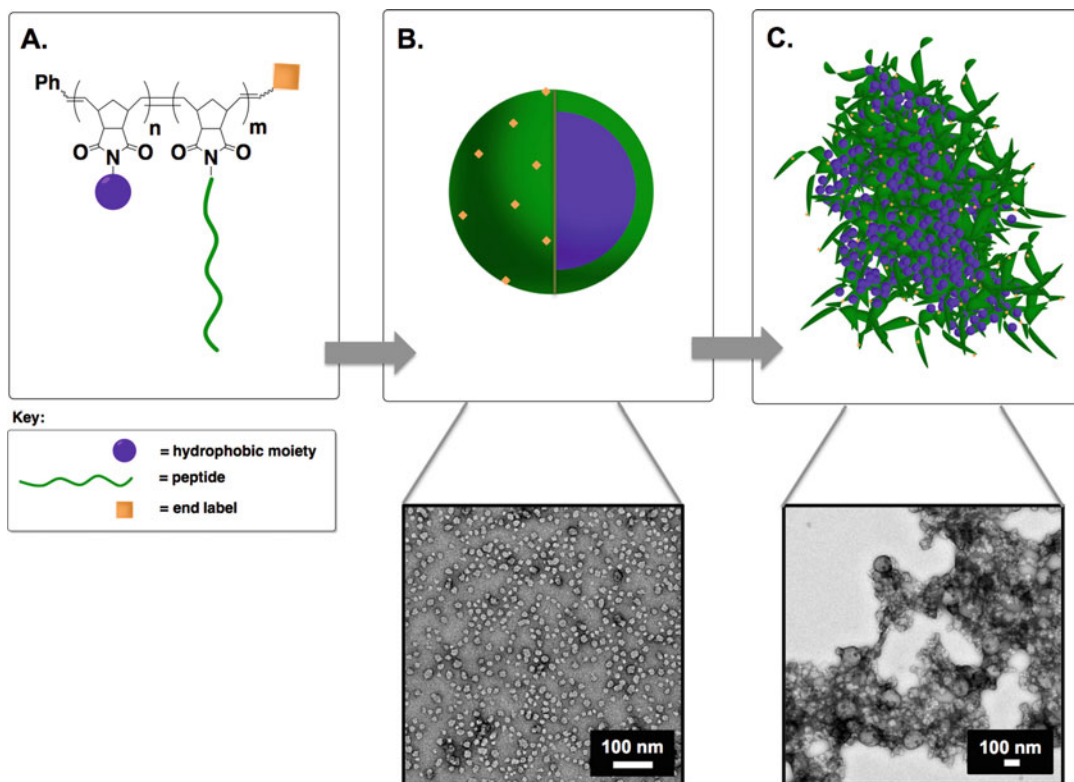 A.
Ph
n
m
O
N
O
O
N
O
B.
C.
Key:
= hydrophobic moiety
= peptide
= end label
100 nm
100 nm